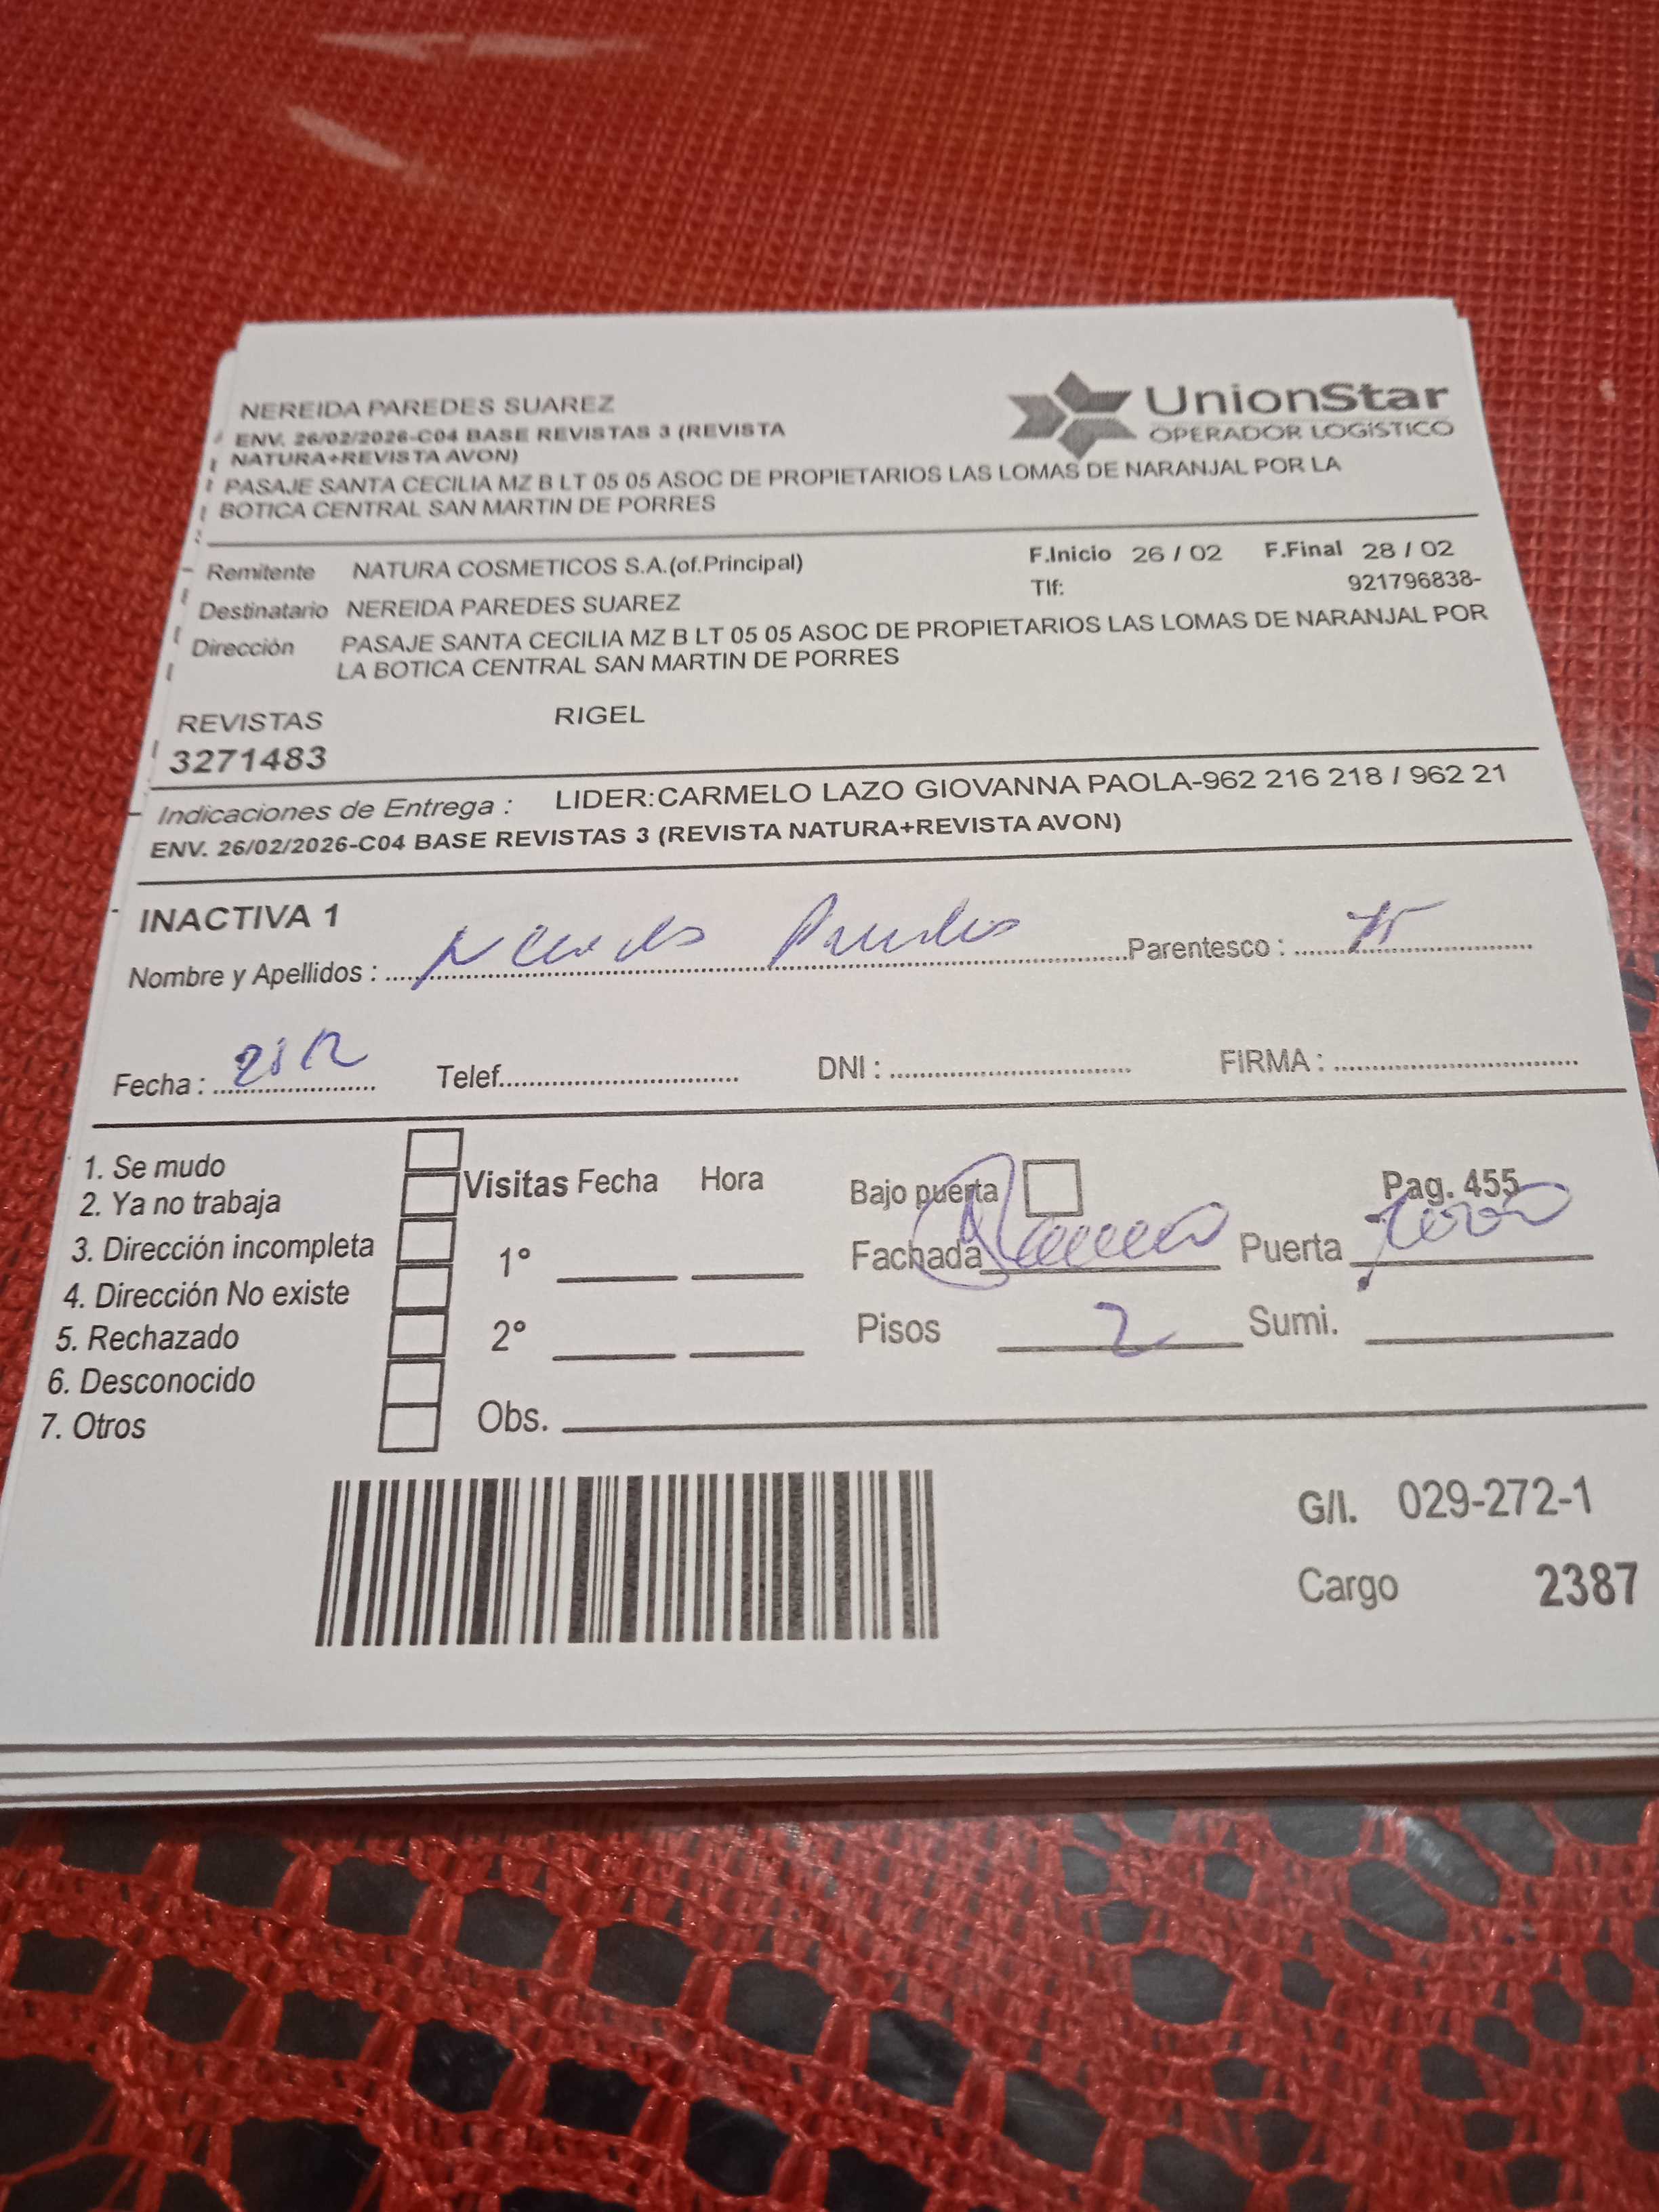 NEREIDA PAREDES SUAREZ
ENV. 26/02/2026-C04 BASE REVISTAS 3 (REVISTA
NATURA+REVISTA AVON)
PASAJE SANTA CECILIA MZ B LT 05 05 ASOC DE PROPIETARIOS LAS LOMAS DE NARANJAL POR LA
BOTICA CENTRAL SAN MARTIN DE PORRES
UnionStar
OPERADOR LOGÍSTICO
Remitente NATURA COSMETICOS S.A.(of.Principal) F.Inicio 26 / 02 F.Final 28 / 02
Tlf: 921796838-
Destinatario NEREIDA PAREDES SUAREZ
Dirección PASAJE SANTA CECILIA MZ B LT 05 05 ASOC DE PROPIETARIOS LAS LOMAS DE NARANJAL POR
LA BOTICA CENTRAL SAN MARTIN DE PORRES
REVISTAS RIGEL
3271483
Indicaciones de Entrega : LIDER:CARMELO LAZO GIOVANNA PAOLA-962 216 218 / 962 21
ENV. 26/02/2026-C04 BASE REVISTAS 3 (REVISTA NATURA+REVISTA AVON)
INACTIVA 1
Nombre y Apellidos : Paredes Parentesco :
Fecha : Telef. DNI : FIRMA :
1. Se mudo
2. Ya no trabaja
3. Dirección incompleta
4. Dirección No existe
5. Rechazado
6. Desconocido
7. Otros
Visitas Fecha Hora
1°
2°
Obs.
Bajo puerta Pag. 455
Fachada Puerta
Pisos 2 Sumi.
G/I. 029-272-1
Cargo 2387